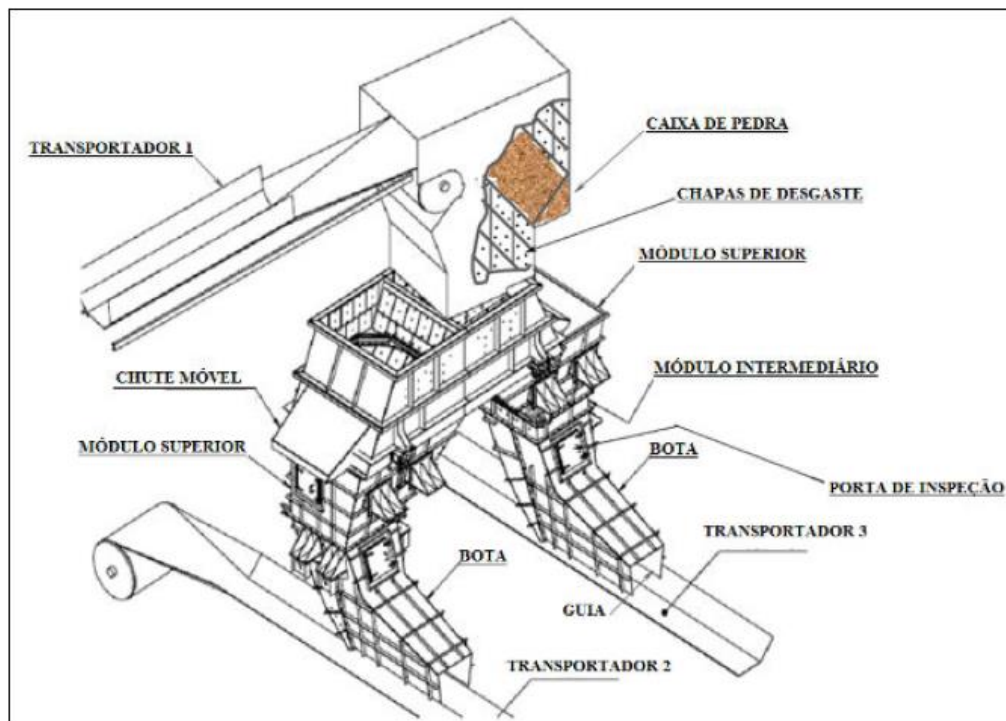 TRANSPORTADOR 1
CAIXA DE PEDRA
CHAPAS DE DESGASTE
MÓDULO SUPERIOR
CHUTE MÓVEL
MÓDULO INTERMEDIÁRIO
MÓDULO SUPERIOR
BOTA
PORTA DE INSPEÇÃO
TRANSPORTADOR 3
BOTA
GUIA
TRANSPORTADOR 2